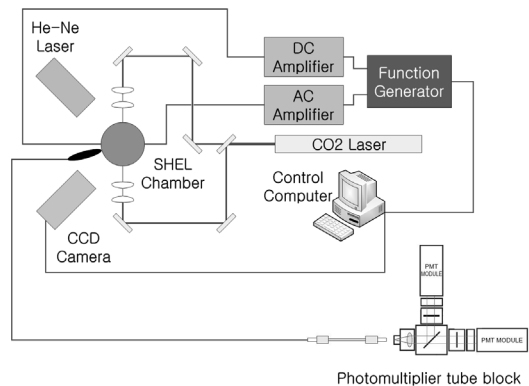 He-Ne
Laser
DC
Amplifier
Function
Generator
AC
Amplifier
CO2 Laser
SHEL
Chamber
Control
Computer
CCD
Camera
PMT
MODULE
PMT MODULE
Photomultiplier tube block